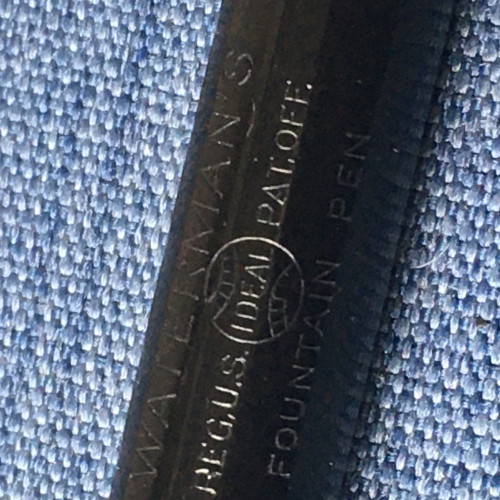 WATERMAN'S
REG.U.S. IDEAL PAT.OFF.
FOUNTAIN PEN